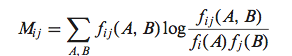 M_{ij} = \sum_{A,B} f_{ij}(A, B) \log \frac{f_{ij}(A, B)}{f_i(A) f_j(B)}